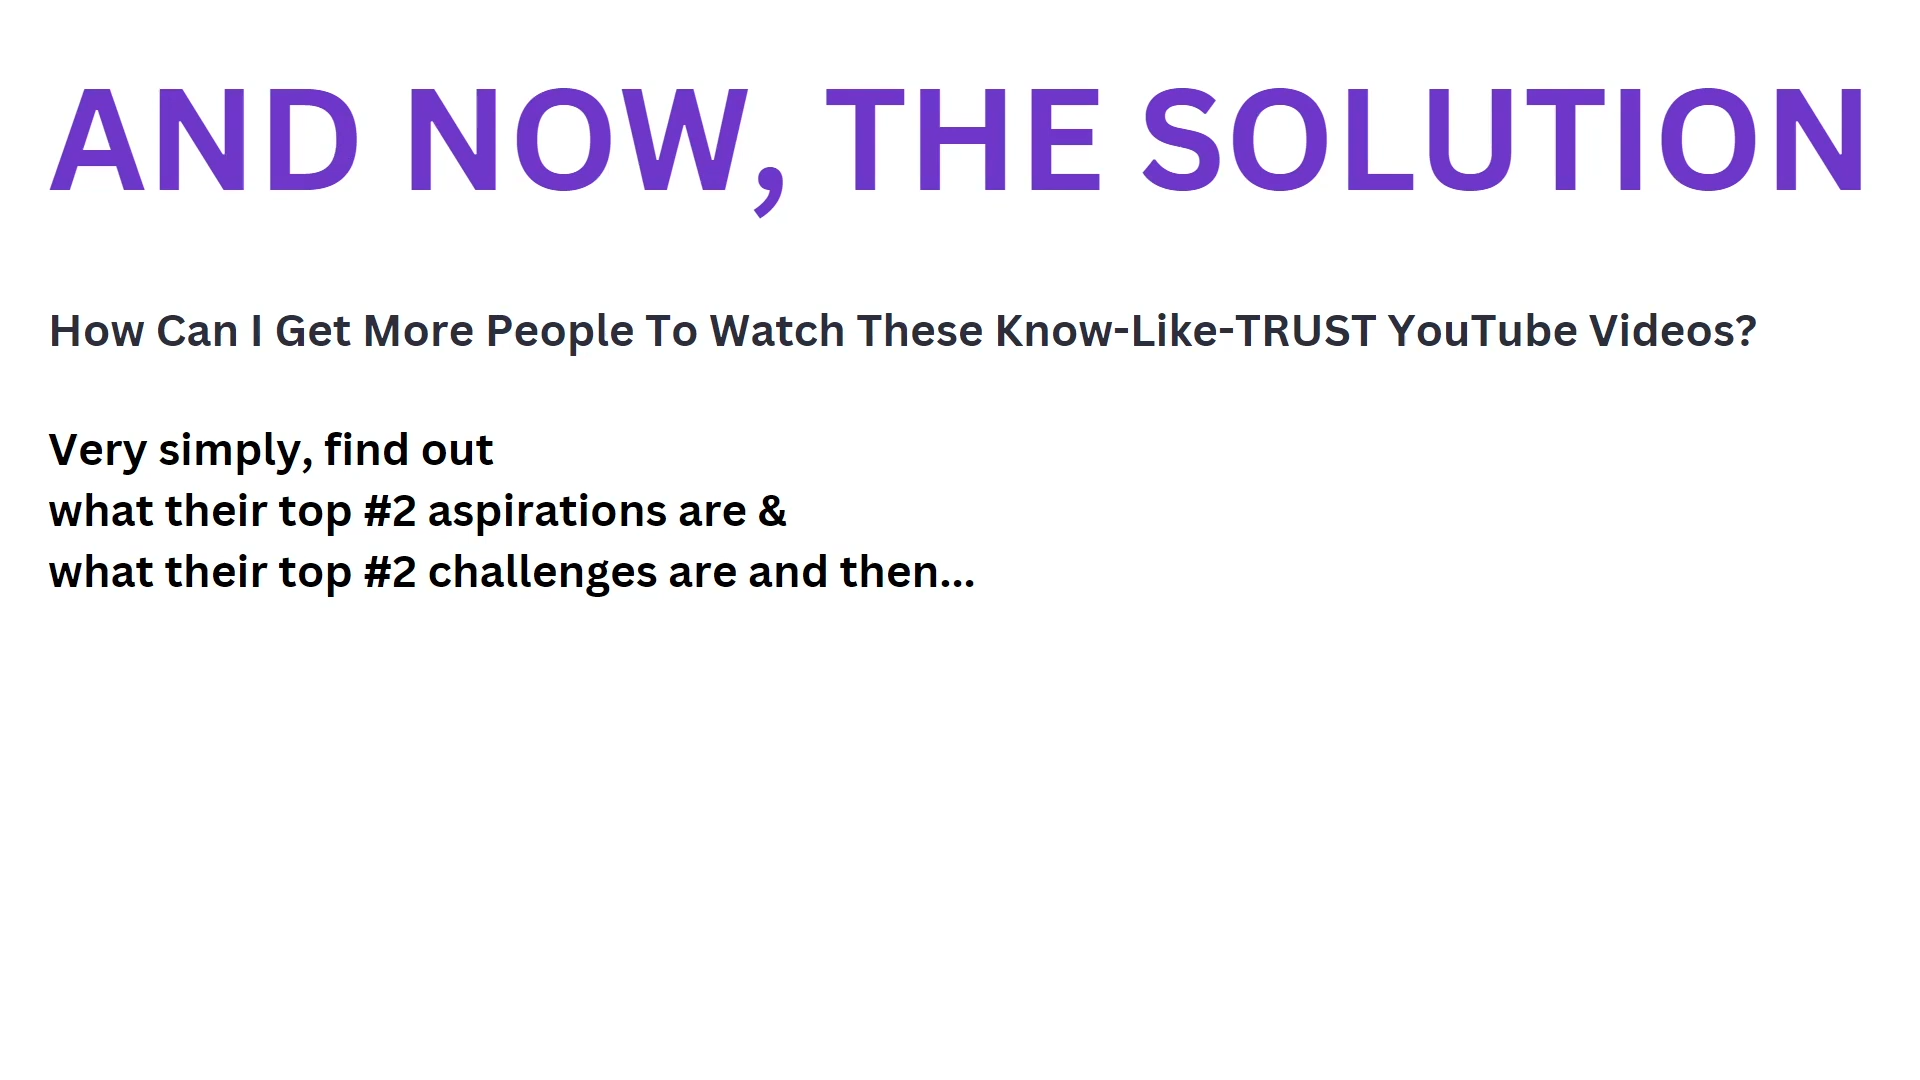 AND NOW, THE SOLUTION
How Can I Get More People To Watch These Know-Like-TRUST YouTube Videos?
Very simply, find out
what their top #2 aspirations are &
what their top #2 challenges are and then...